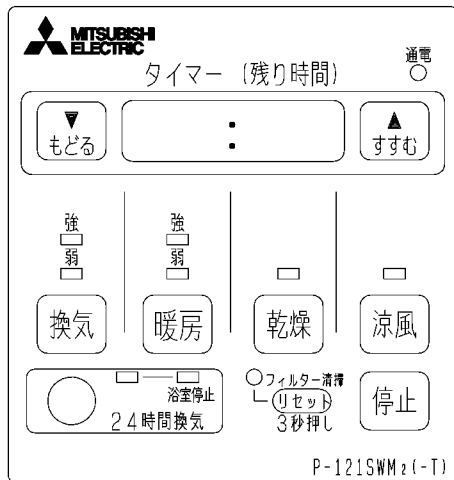 MITSUBISHI
ELECTRIC
タイマー (残り時間)
通電
▼
もどる
:
▲
すすむ
強
弱
強
弱
換気
暖房
乾燥
涼風
浴室停止
24時間換気
フィルター清掃
リセット
3秒押し
停止
P-121SWM2(-T)